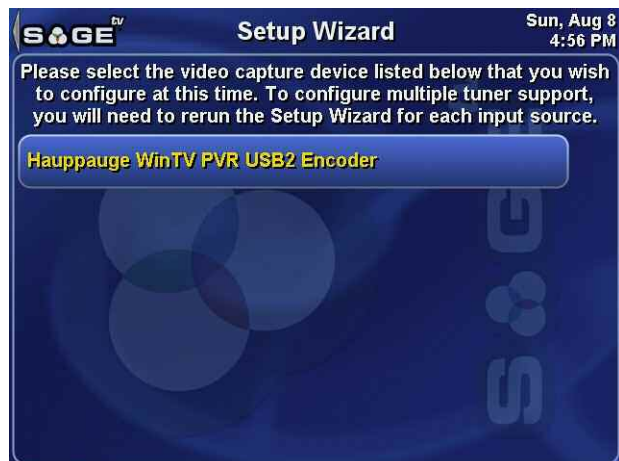 SAGE tv
Setup Wizard
Sun, Aug 8
4:56 PM
Please select the video capture device listed below that you wish
to configure at this time. To configure multiple tuner support,
you will need to rerun the Setup Wizard for each input source.
Hauppauge WinTV PVR USB2 Encoder
SAGE